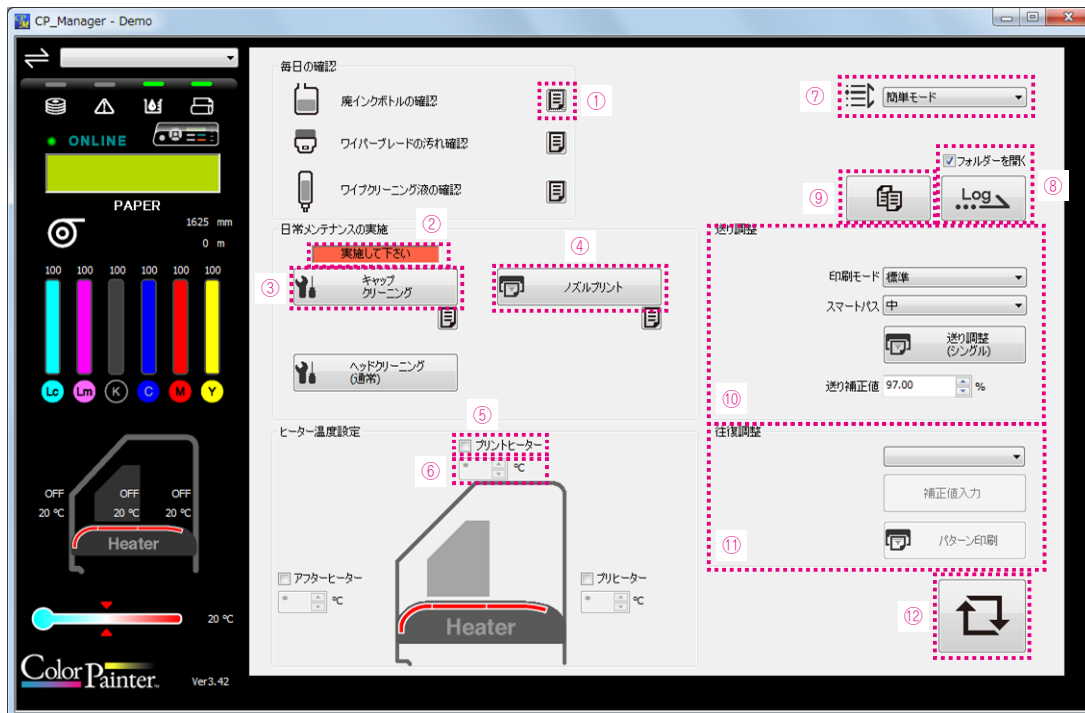 CP_Manager - Demo
ONLINE
PAPER
1625 mm
0 m
100 100 100 100 100 100
Lc Lm K C M Y
OFF OFF OFF
20 ℃ 20 ℃ 20 ℃
Heater
20 ℃
Color Painter.
Ver3.42
毎日の確認
廃インクボトルの確認
①
ワイパーブレードの汚れ確認
ワイプクリーニング液の確認
日常メンテナンスの実施
②
実施して下さい
③
キャップ
クリーニング
④
ノズルプリント
ヘッドクリーニング
(通常)
ヒーター温度設定
⑤
プリントヒーター
⑥
* ℃
アフターヒーター
* ℃
プリヒーター
* ℃
Heater
⑦
簡単モード
フォルダーを開く
⑧
Log
⑨
送り調整
印刷モード 標準
スマートパス 中
送り調整
(シングル)
送り補正値 97.00 %
⑩
往復調整
補正値入力
パターン印刷
⑪
⑫